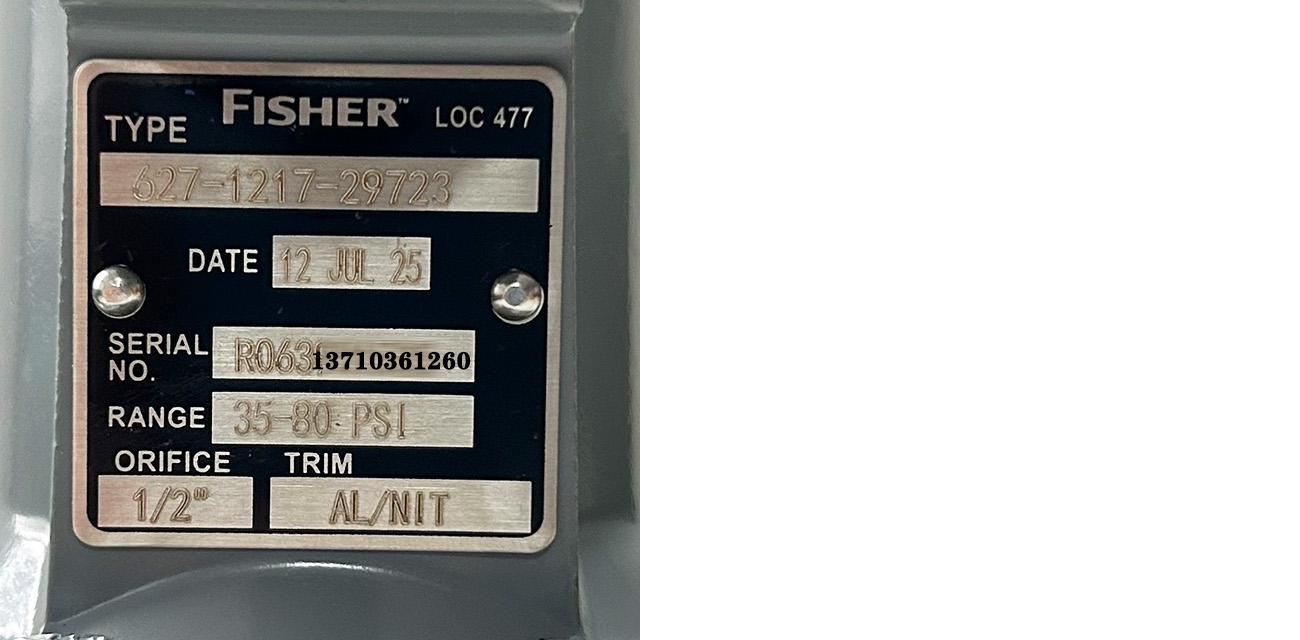 FISHER™ LOC 477
TYPE
627-1217-29723
DATE 12 JUL 25
SERIAL NO. R063 13710361260
RANGE 35-80 PSI
ORIFICE TRIM
1/2" AL/NIT